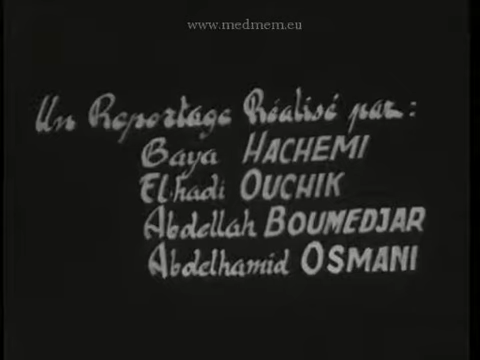 www.medmem.eu
Un Reportage Réalisé par :
Baya HACHEMI
El-hadi OUCHIK
Abdellah BOUMEDJAR
Abdelhamid OSMANI